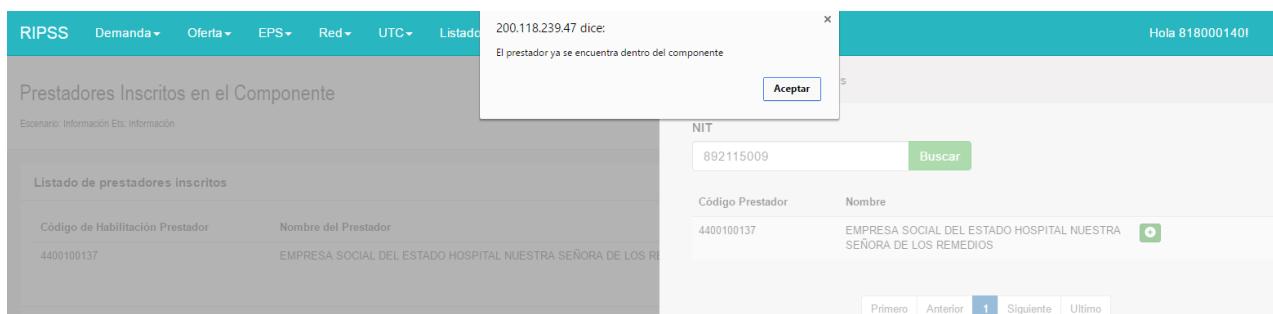 RIPSS Demanda Oferta EPS Red UTC Listado Hola 818000140!
200.118.239.47 dice:
El prestador ya se encuentra dentro del componente
Aceptar
Prestadores Inscritos en el Componente
Escenario: Información Ets: Información
Listado de prestadores inscritos
Código de Habilitación Prestador Nombre del Prestador
4400100137 EMPRESA SOCIAL DEL ESTADO HOSPITAL NUESTRA SEÑORA DE LOS RE
NIT
892115009 Buscar
Código Prestador Nombre
4400100137 EMPRESA SOCIAL DEL ESTADO HOSPITAL NUESTRA
SEÑORA DE LOS REMEDIOS
Primero Anterior 1 Siguiente Ultimo